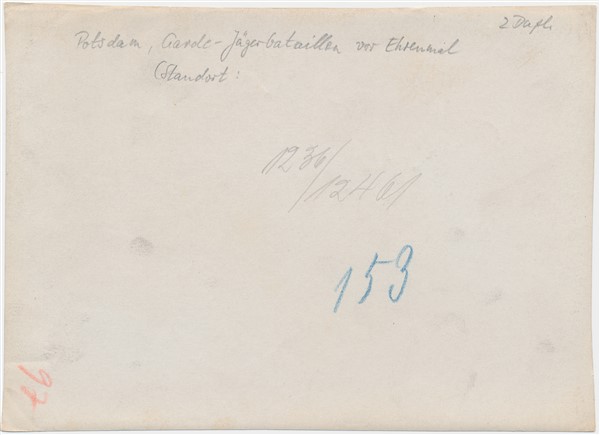 2 Dupl.
Potsdam, Garde-Jägerbataillon vor Ehrenmal
(Standort:
1236/
/12461
153
97